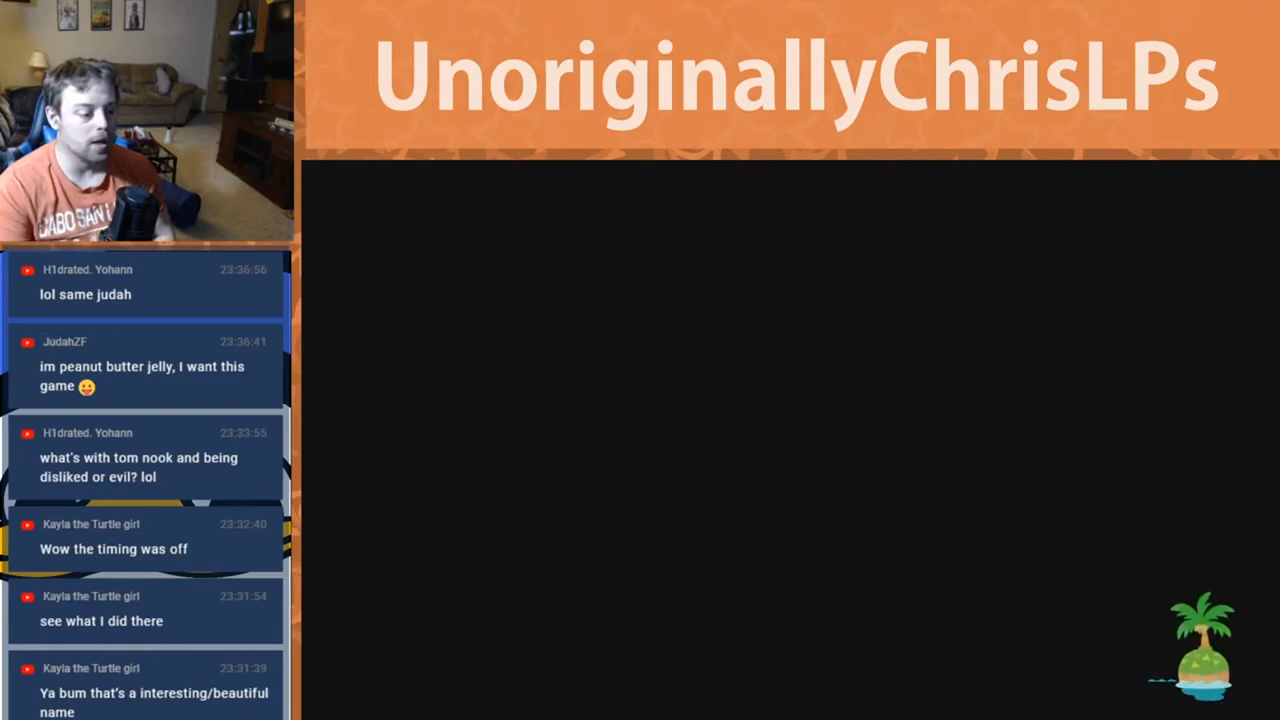 UnoriginallyChrisLPs
CABO SAN L
H1drated. Yohann 23:36:56
lol same judah
JudahZF 23:36:41
im peanut butter jelly, I want this
game 😛
H1drated. Yohann 23:33:55
what's with tom nook and being
disliked or evil? lol
Kayla the Turtle girl 23:32:40
Wow the timing was off
Kayla the Turtle girl 23:31:54
see what I did there
Kayla the Turtle girl 23:31:39
Ya bum that's a interesting/beautiful
name